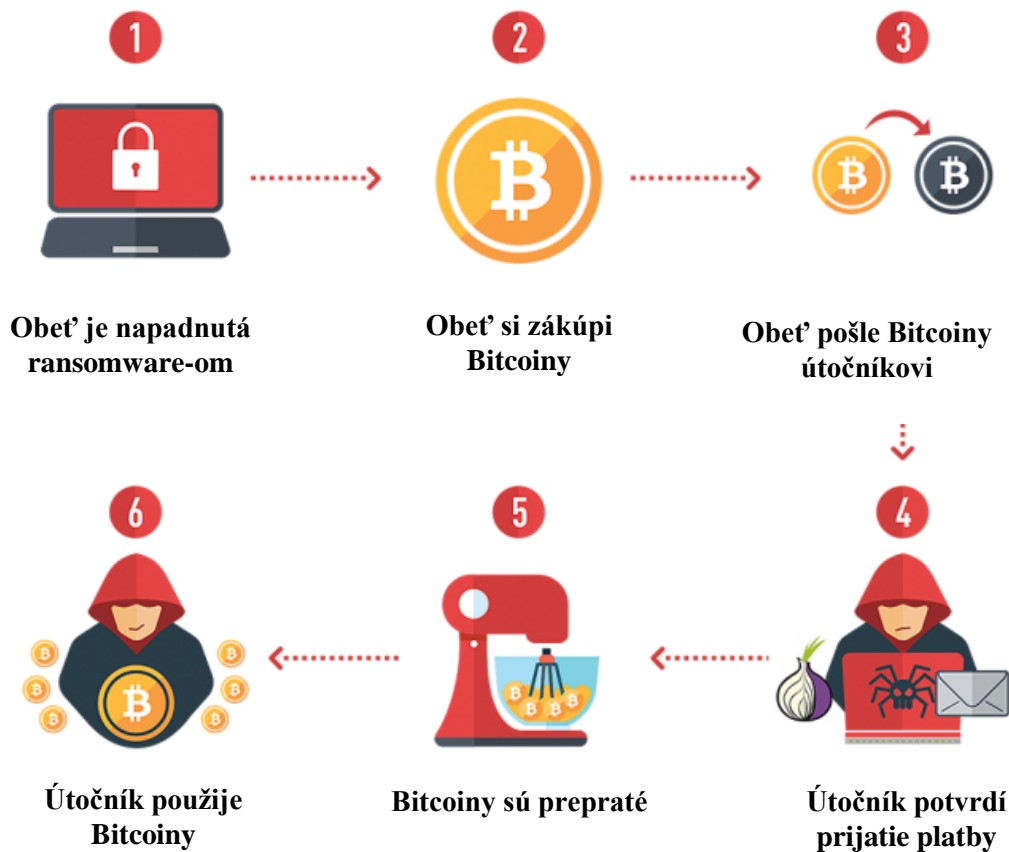 1
2
3
Obeť je napadnutá
ransomware-om
Obeť si zákúpi
Bitcoiny
Obeť pošle Bitcoiny
útočníkovi
4
Útočník potvrdí
prijatie platby
5
Bitcoiny sú prepraté
6
Útočník použije
Bitcoiny